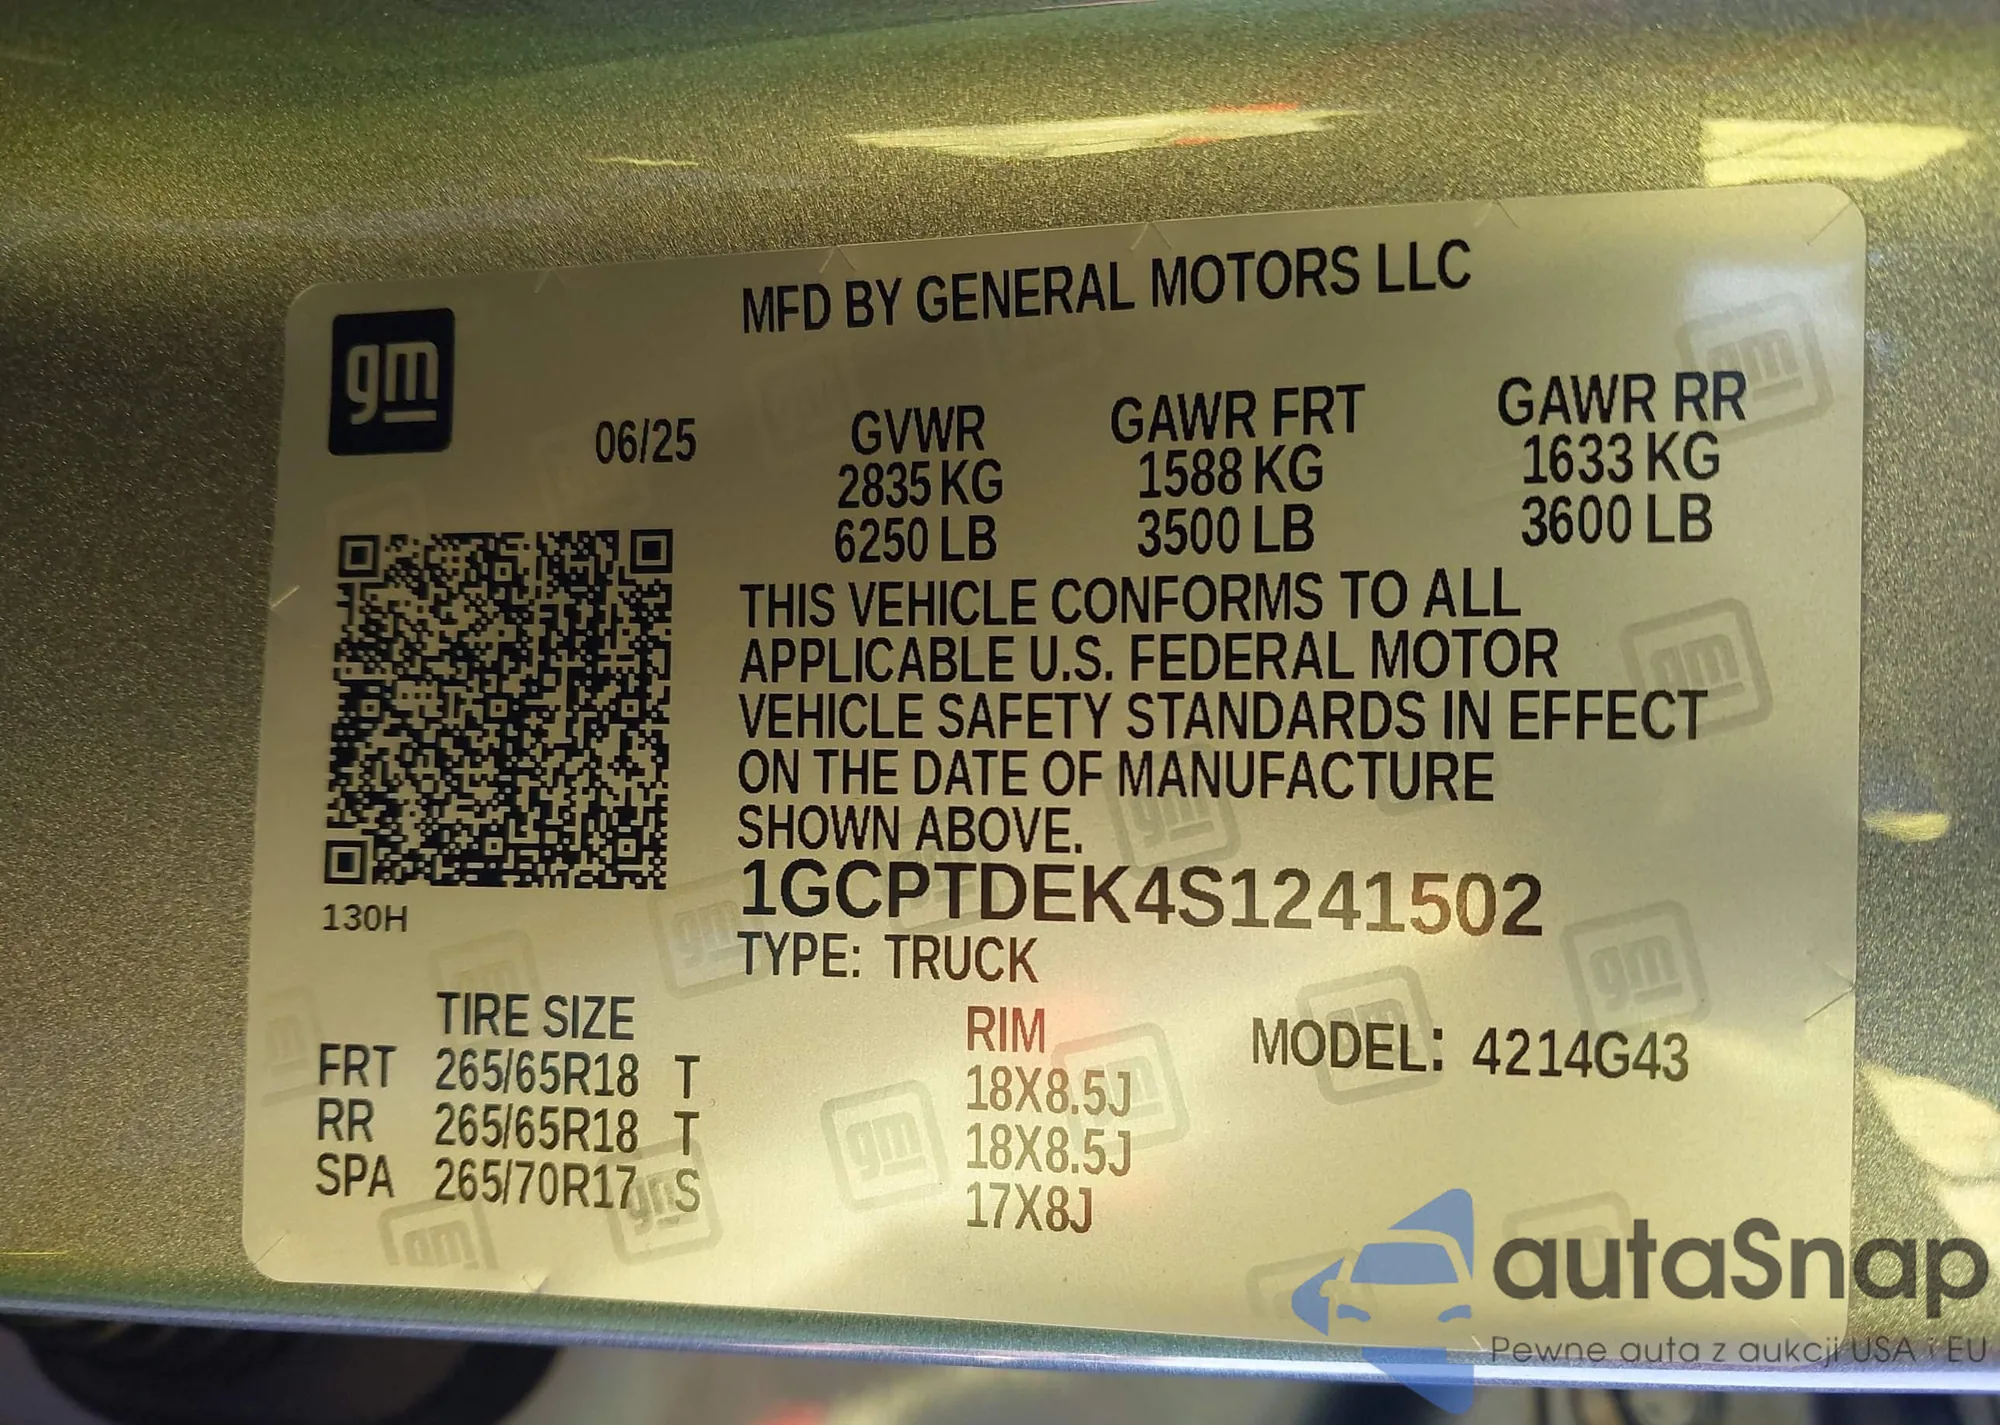 MFD BY GENERAL MOTORS LLC
gm
06/25
GVWR GAWR FRT GAWR RR
2835 KG 1588 KG 1633 KG
6250 LB 3500 LB 3600 LB
THIS VEHICLE CONFORMS TO ALL
APPLICABLE U.S. FEDERAL MOTOR
VEHICLE SAFETY STANDARDS IN EFFECT
ON THE DATE OF MANUFACTURE
SHOWN ABOVE.
1GCPTDEK4S1241502
130H
TYPE: TRUCK
TIRE SIZE RIM MODEL: 4214G43
FRT 265/65R18 T 18X8.5J
RR 265/65R18 T 18X8.5J
SPA 265/70R17 S 17X8J
autaSnap
Pewne auta z aukcji USA i EU